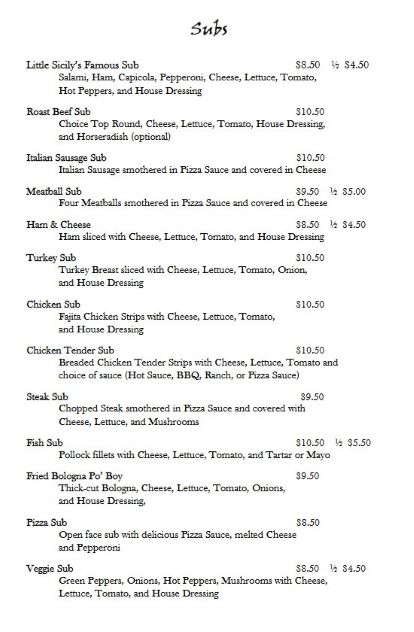 Subs
Little Sicily's Famous Sub $8.50 ½ $4.50
Salami, Ham, Capicola, Pepperoni, Cheese, Lettuce, Tomato,
Hot Peppers, and House Dressing
Roast Beef Sub $10.50
Choice Top Round, Cheese, Lettuce, Tomato, House Dressing,
and Horseradish (optional)
Italian Sausage Sub $10.50
Italian Sausage smothered in Pizza Sauce and covered in Cheese
Meatball Sub $9.50 ½ $5.00
Four Meatballs smothered in Pizza Sauce and covered in Cheese
Ham & Cheese $8.50 ½ $4.50
Ham sliced with Cheese, Lettuce, Tomato, and House Dressing
Turkey Sub $10.50
Turkey Breast sliced with Cheese, Lettuce, Tomato, Onion,
and House Dressing
Chicken Sub $10.50
Fajita Chicken Strips with Cheese, Lettuce, Tomato,
and House Dressing
Chicken Tender Sub $10.50
Breaded Chicken Tender Strips with Cheese, Lettuce, Tomato and
choice of sauce (Hot Sauce, BBQ, Ranch, or Pizza Sauce)
Steak Sub $9.50
Chopped Steak smothered in Pizza Sauce and covered with
Cheese, Lettuce, and Mushrooms
Fish Sub $10.50 ½ $5.50
Pollock fillets with Cheese, Lettuce, Tomato, and Tartar or Mayo
Fried Bologna Po' Boy $9.50
Thick-cut Bologna, Cheese, Lettuce, Tomato, Onions,
and House Dressing,
Pizza Sub $8.50
Open face sub with delicious Pizza Sauce, melted Cheese
and Pepperoni
Veggie Sub $8.50 ½ $4.50
Green Peppers, Onions, Hot Peppers, Mushrooms with Cheese,
Lettuce, Tomato, and House Dressing